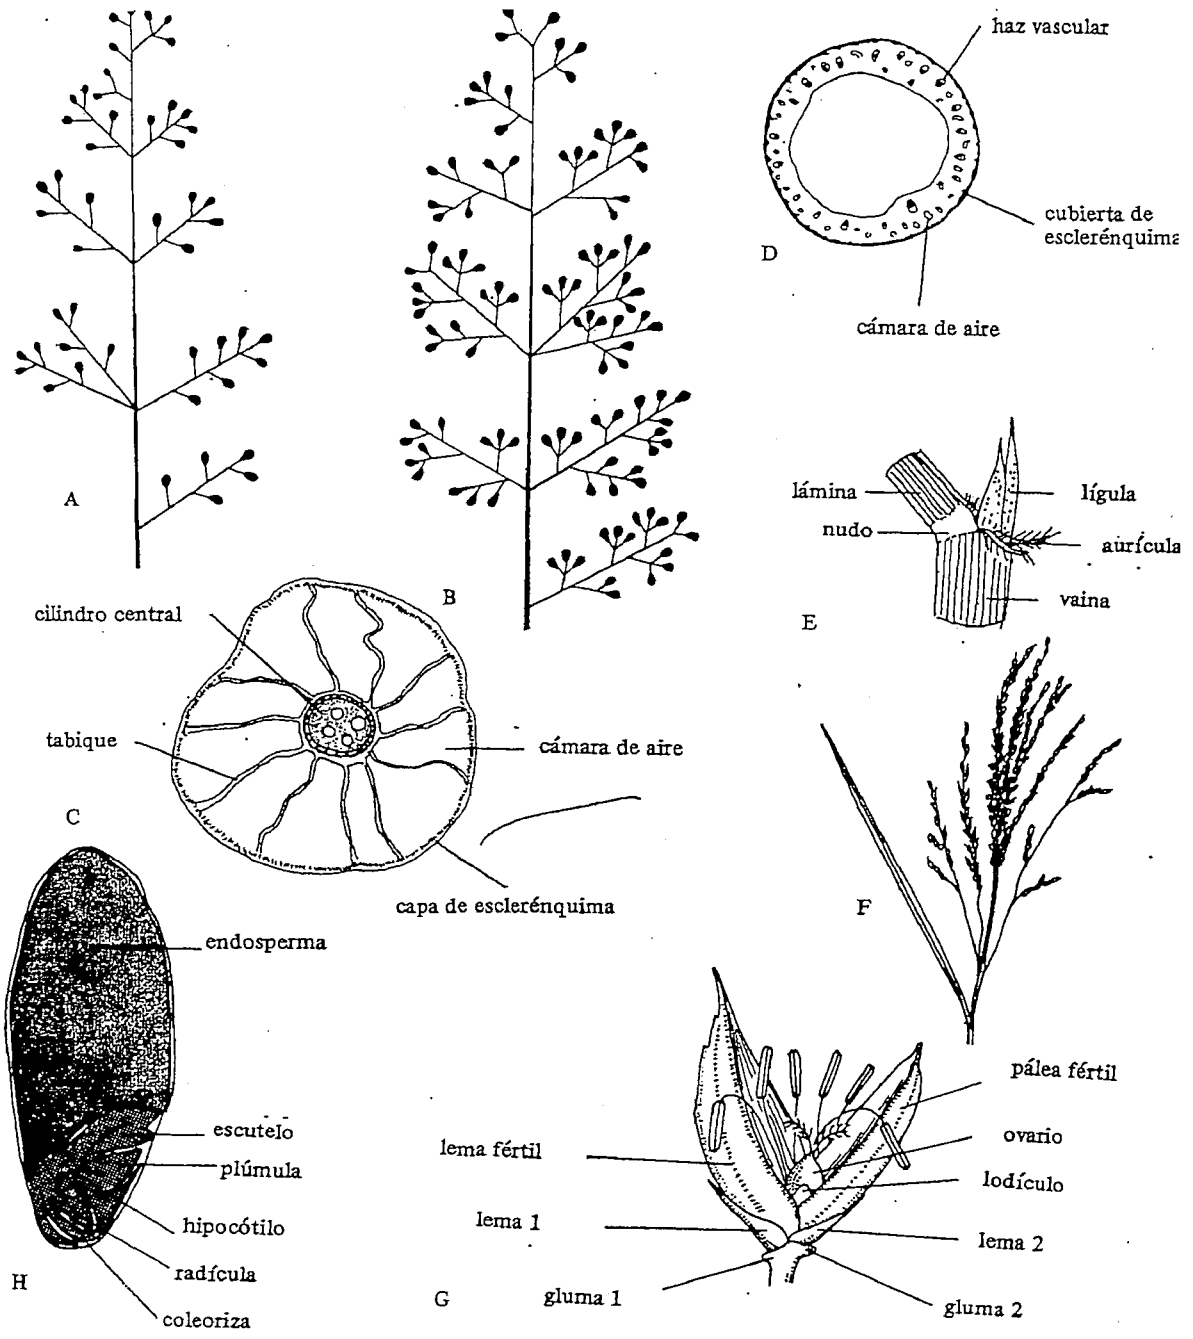 haz vascular
cubierta de
esclerénquima
D
cámara de aire
A
B
lámina
nudo
lígula
aurícula
vaina
E
cilindro central
tabique
cámara de aire
C
capa de esclerénquima
F
endosperma
escutelo
plúmula
hipocótilo
radícula
coleoriza
H
pálea fértil
ovario
lodículo
lema fértil
lema 1
lema 2
gluma 1
gluma 2
G